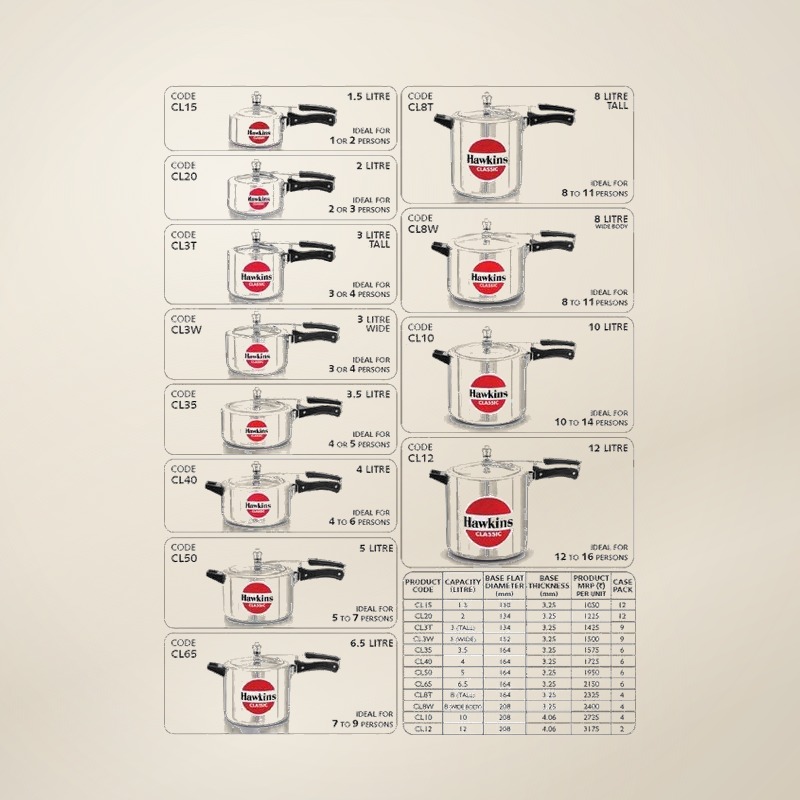 CODE
CL15
1.5 LITRE
Hawkins
CLASSIC
IDEAL FOR
1 OR 2 PERSONS
CODE
CL20
2 LITRE
Hawkins
CLASSIC
IDEAL FOR
2 OR 3 PERSONS
CODE
CL3T
3 LITRE
TALL
Hawkins
CLASSIC
IDEAL FOR
3 OR 4 PERSONS
CODE
CL3W
3 LITRE
WIDE
Hawkins
CLASSIC
IDEAL FOR
3 OR 4 PERSONS
CODE
CL35
3.5 LITRE
Hawkins
CLASSIC
IDEAL FOR
4 OR 5 PERSONS
CODE
CL40
4 LITRE
Hawkins
CLASSIC
IDEAL FOR
4 TO 6 PERSONS
CODE
CL50
5 LITRE
Hawkins
CLASSIC
IDEAL FOR
5 TO 7 PERSONS
CODE
CL65
6.5 LITRE
Hawkins
CLASSIC
IDEAL FOR
7 TO 9 PERSONS
CODE
CL8T
8 LITRE
TALL
Hawkins
CLASSIC
IDEAL FOR
8 TO 11 PERSONS
CODE
CL8W
8 LITRE
WIDE BODY
Hawkins
CLASSIC
IDEAL FOR
8 TO 11 PERSONS
CODE
CL10
10 LITRE
Hawkins
CLASSIC
IDEAL FOR
10 TO 14 PERSONS
CODE
CL12
12 LITRE
Hawkins
CLASSIC
IDEAL FOR
12 TO 16 PERSONS
PRODUCT CODE CAPACITY (LITRE) BASE FLAT DIAMETER (mm) BASE THICKNESS (mm) PRODUCT MRP (₹) PER UNIT CASE PACK
CL15 3.25 1050 12
CL20 2 134 3.25 1225 12
CL3T 3 (TALL) 134 3.25 1425 9
CL3W 3 (WIDE) 152 3.25 1500 9
CL35 3.5 164 3.25 1575 6
CL40 4 164 3.25 1725 6
CL50 5 164 3.25 1950 6
CL65 6.5 164 3.25 2150 6
CL8T 8 (TALL) 164 3.25 2325 4
CL8W 8 (WIDE BODY) 208 3.25 2400 4
CL10 10 208 4.06 2725 4
CL12 12 208 4.06 3175 2